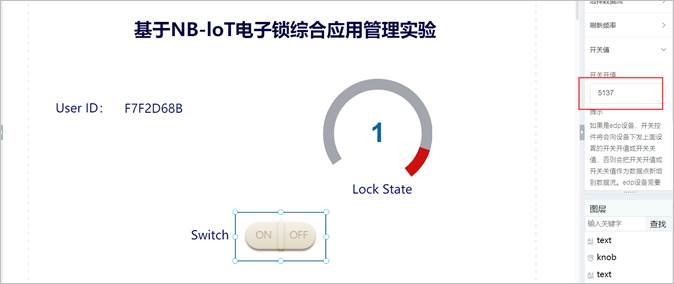 基于NB-IoT电子锁综合应用管理实验
User ID: F7F2D68B
1
Lock State
Switch
ON OFF
选择数据流
刷新频率
开关值
开关开值
5137
提示
如果是edp设备，开关控
件将会向设备下发上面设
置的开关开值或开关关
值，否则会把开关开值或
开关关值作为数据点新增
到数据流。edp设备需要
图层
输入关键字 查找
text
knob
text